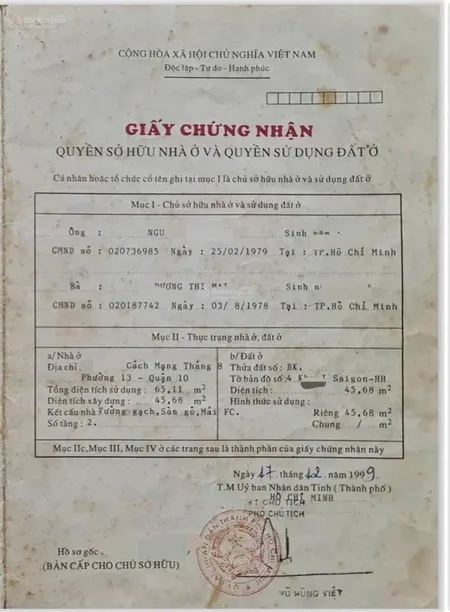 CỘNG HÒA XÃ HỘI CHỦ NGHĨA VIỆT NAM
Độc lập - Tự do - Hạnh phúc
GIẤY CHỨNG NHẬN
QUYỀN SỞ HỮU NHÀ Ở VÀ QUYỀN SỬ DỤNG ĐẤT Ở
Cá nhân hoặc tổ chức có tên ghi tại mục I là chủ sở hữu nhà ở và sử dụng đất ở
Mục I - Chủ sở hữu nhà ở và sử dụng đất ở
Ông : NGU Sinh năm
CMND số : 020736985 Ngày : 25/02/1979 Tại : TP.Hồ Chí Minh
Bà : DƯƠNG THỊ Sinh
CMND số : 020187742 Ngày : 03/8/1978 Tại : TP.Hồ Chí Minh
Mục II - Thực trạng nhà ở, đất ở
a/ Nhà ở
Địa chỉ. Cách Mạng Tháng 8
Phường 13 - Quận 10
Tổng diện tích sử dụng: 65,11 m2
Diện tích xây dựng: 45,68 m2
Kết cấu nhà: Tường gạch, Sàn gỗ, Mái FC.
Số tầng: 2.
b/ Đất ở
Thửa đất số: BK.
Tờ bản đồ số: 4 Saigon-HH
Diện tích : 45,68 m2
Hình thức sử dụng :
Riêng 45,68 m2
Chung / m2
Mục IIc, Mục III, Mục IV ở các trang sau là thành phần của giấy chứng nhận này
Ngày 17. tháng 12. năm 1999.
T.M Uỷ ban Nhân dân Tỉnh ( Thành phố )
HỒ CHÍ MINH
KT CHỦ TỊCH
PHÓ CHỦ TỊCH
Hồ sơ gốc
(BẢN CẤP CHO CHỦ SỞ HỮU)
VŨ HÙNG VIỆT